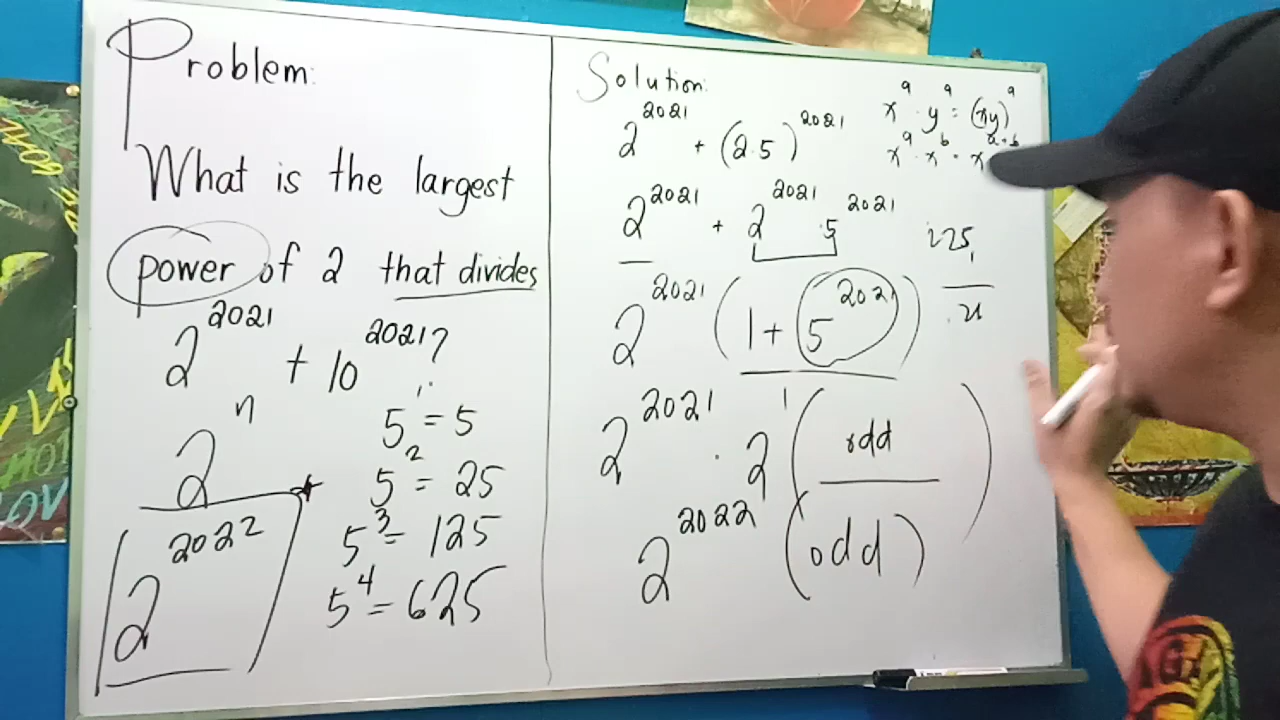 Problem:
What is the largest
power of 2 that divides
2^2021 + 10^2021?
2^n
2^2022
5^1 = 5
5^2 = 25
5^3 = 125
5^4 = 625
Solution:
2^2021 + (2·5)^2021
2^2021 + 2^2021 · 5^2021
2^2021 (1 + 5^2021)
2^2021 · 2^1 (odd)
2^2022 (odd)
x^a · y^a = (xy)^a
x^a · x^b = x^a+b